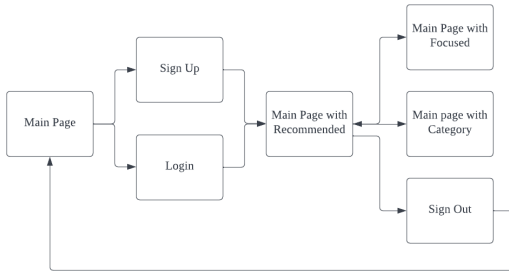 Main Page with
Focused
Sign Up
Main Page
Main Page with
Recommended
Main page with
Category
Login
Sign Out